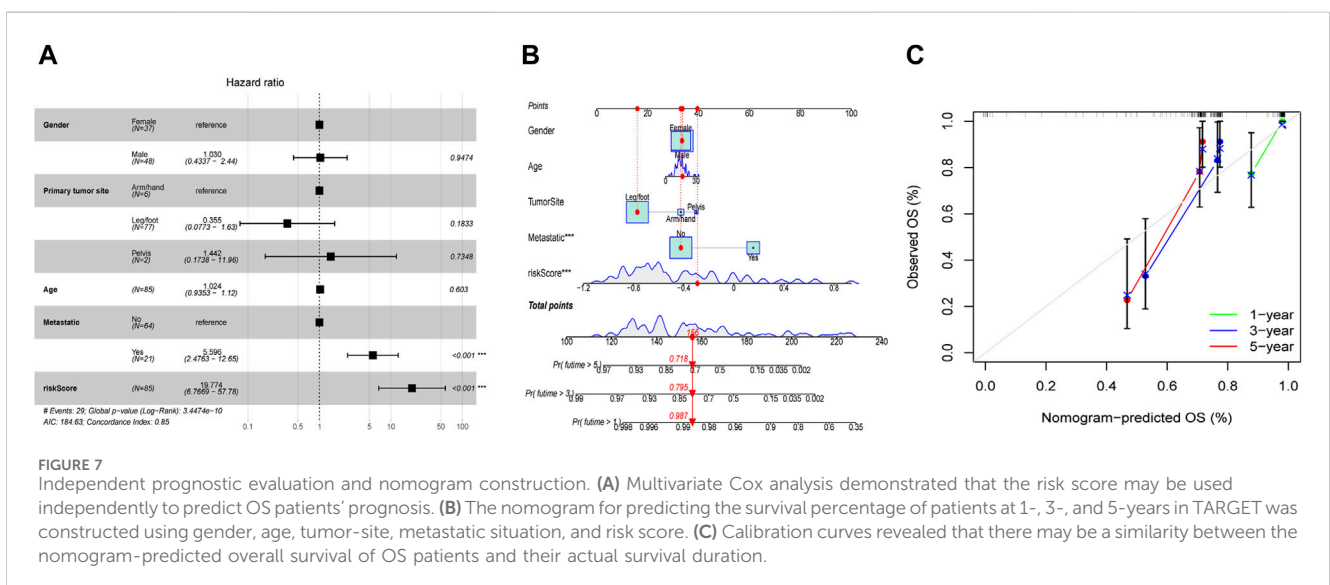 A
Hazard ratio
Gender
Female
(N=37)
reference
Male
(N=48)
1.030
(0.4337 − 2.44)
0.9474
Primary tumor site
Arm/hand
(N=6)
reference
Leg/foot
(N=77)
0.355
(0.0773 − 1.63)
0.1833
Pelvis
(N=2)
1.442
(0.1738 − 11.96)
0.7348
Age
(N=85)
1.024
(0.9353 − 1.12)
0.603
Metastatic
No
(N=64)
reference
Yes
(N=21)
5.596
(2.4763 − 12.65)
<0.001 ***
riskScore
(N=85)
19.774
(6.7669 − 57.78)
<0.001 ***
# Events: 29; Global p−value (Log−Rank): 3.4474e−10
AIC: 184.63; Concordance Index: 0.85
0.1 0.5 1 5 10 50 100
B
Points
0 20 40 60 80 100
Gender
Female
Male
Age
0 30
TumorSite
Leg/foot
Pelvis
Arm/hand
Metastatic***
No
Yes
riskScore***
−1.2 −0.8 −0.4 0 0.4 0.8
Total points
156
100 120 140 160 180 200 220 240
0.718
Pr( futime > 5)
0.97 0.93 0.85 0.7 0.5 0.15 0.035 0.002
0.795
Pr( futime > 3)
0.99 0.97 0.93 0.85 0.7 0.5 0.15 0.035 0.002
0.987
Pr( futime > 1)
0.998 0.996 0.99 0.98 0.96 0.9 0.8 0.6 0.35
C
Observed OS (%)
0.0 0.2 0.4 0.6 0.8 1.0
1−year
3−year
5−year
0.0 0.2 0.4 0.6 0.8 1.0
Nomogram−predicted OS (%)
FIGURE 7
Independent prognostic evaluation and nomogram construction. (A) Multivariate Cox analysis demonstrated that the risk score may be used
independently to predict OS patients' prognosis. (B) The nomogram for predicting the survival percentage of patients at 1-, 3-, and 5-years in TARGET was
constructed using gender, age, tumor-site, metastatic situation, and risk score. (C) Calibration curves revealed that there may be a similarity between the
nomogram-predicted overall survival of OS patients and their actual survival duration.